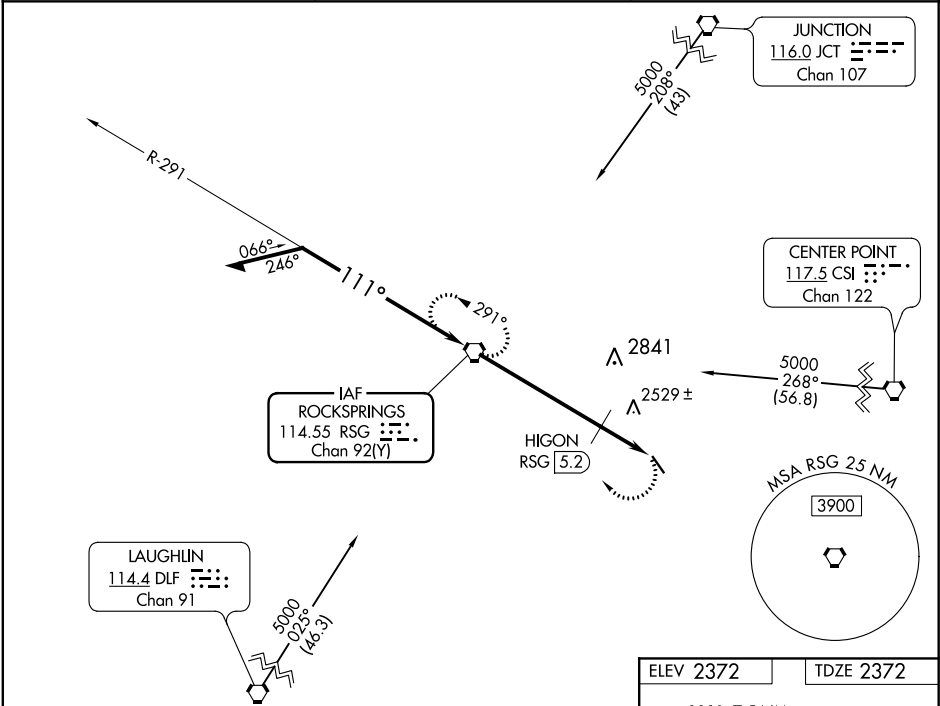 JUNCTION
116.0 JCT
Chan 107
5000
208°
(43)
R-291
066°
246°
111°
291°
CENTER POINT
117.5 CSI
Chan 122
2841
2529 ±
5000
268°
(56.8)
IAF
ROCKSPRINGS
114.55 RSG
Chan 92(Y)
HIGON
RSG 5.2
MSA RSG 25 NM
3900
LAUGHLIN
114.4 DLF
Chan 91
5000
025°
(46.3)
ELEV 2372
TDZE 2372